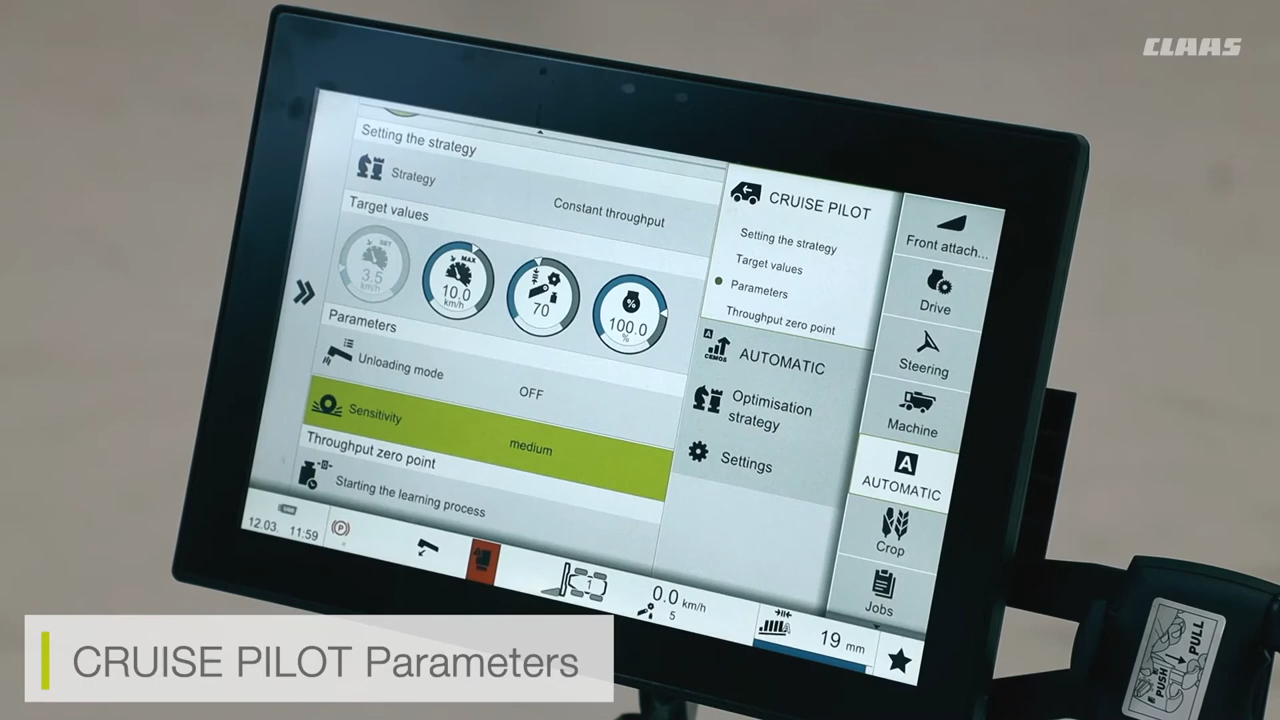 CLAAS
Setting the strategy
Strategy
Constant throughput
Target values
SET
3.5
km/h
MAX
10.0
km/h
70
%
100.0
%
Parameters
Unloading mode
OFF
Sensitivity
medium
Throughput zero point
Starting the learning process
CRUISE PILOT
Setting the strategy
Target values
Parameters
Throughput zero point
A
CEMOS
AUTOMATIC
Optimisation
strategy
Settings
Front attach...
Drive
Steering
Machine
A
AUTOMATIC
Crop
Jobs
12.03.
11:59
P
1
0.0 km/h
5
19 mm
PUSH
PULL
CRUISE PILOT Parameters